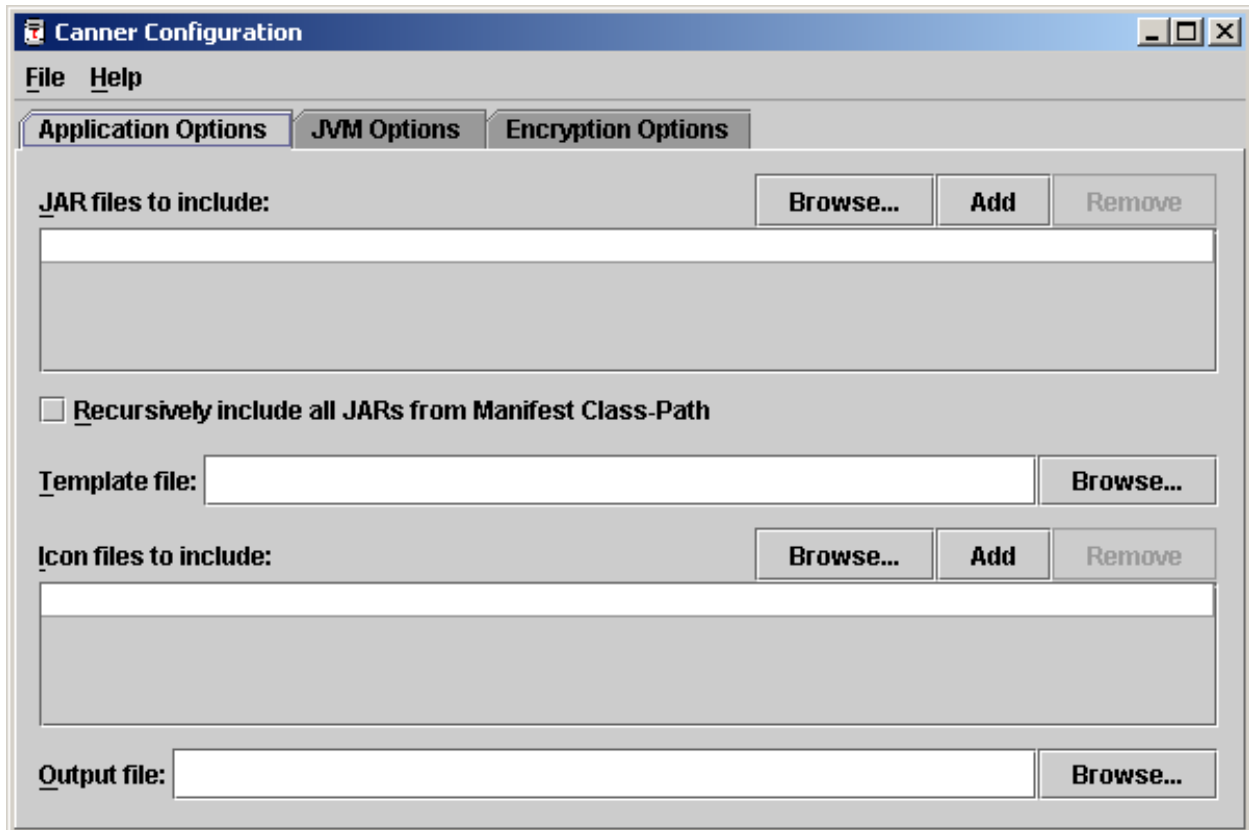 Canner Configuration
File Help
Application Options JVM Options Encryption Options
JAR files to include: Browse... Add Remove
Recursively include all JARs from Manifest Class-Path
Template file: Browse...
Icon files to include: Browse... Add Remove
Output file: Browse...